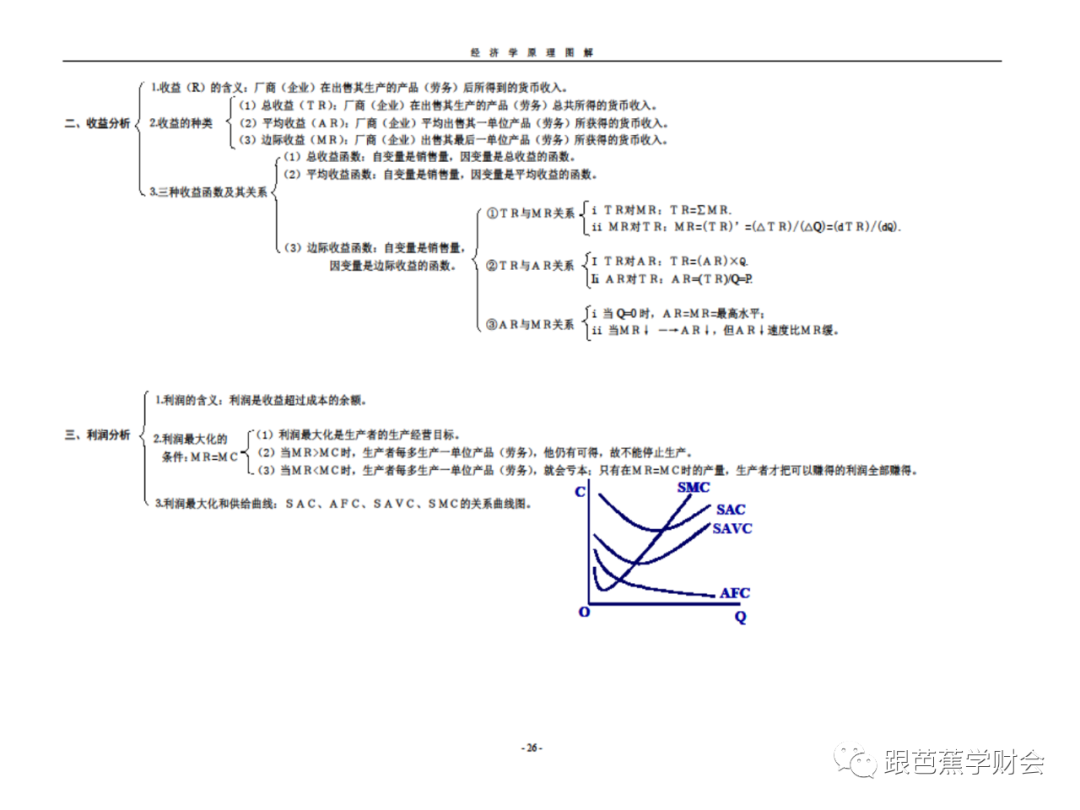 经 济 学 原 理 图 解
1.收益（R）的含义：厂商（企业）在出售其生产的产品（劳务）后所得到的货币收入。
二、收益分析
2.收益的种类
（1）总收益（TR）：厂商（企业）在出售其生产的产品（劳务）总共所得的货币收入。
（2）平均收益（AR）：厂商（企业）平均出售其一单位产品（劳务）所获得的货币收入。
（3）边际收益（MR）：厂商（企业）出售其最后一单位产品（劳务）所获得的货币收入。
3.三种收益函数及其关系
（1）总收益函数：自变量是销售量，因变量是总收益的函数。
（2）平均收益函数：自变量是销售量，因变量是平均收益的函数。
（3）边际收益函数：自变量是销售量，
因变量是边际收益的函数。
①TR与MR关系
i TR对MR：TR=∑MR.
ii MR对TR：MR=(TR)’=(△TR)/(△Q)=(dTR)/(dQ).
②TR与AR关系
I TR对AR：TR=(AR)×Q.
Ii AR对TR：AR=(TR)/Q=P.
③AR与MR关系
i 当Q=0时，AR=MR=最高水平；
ii 当MR↓ —→AR↓，但AR↓速度比MR缓。
1.利润的含义：利润是收益超过成本的余额。
三、利润分析
2.利润最大化的
条件：MR=MC
（1）利润最大化是生产者的生产经营目标。
（2）当MR>MC时，生产者每多生产一单位产品（劳务），他仍有可得，故不能停止生产。
（3）当MR<MC时，生产者每多生产一单位产品（劳务），就会亏本；只有在MR=MC时的产量，生产者才把可以赚得的利润全部赚得。
3.利润最大化和供给曲线：SAC、AFC、SAVC、SMC的关系曲线图。
C
SMC
SAC
SAVC
AFC
O
Q
- 26 -
跟芭蕉学财会